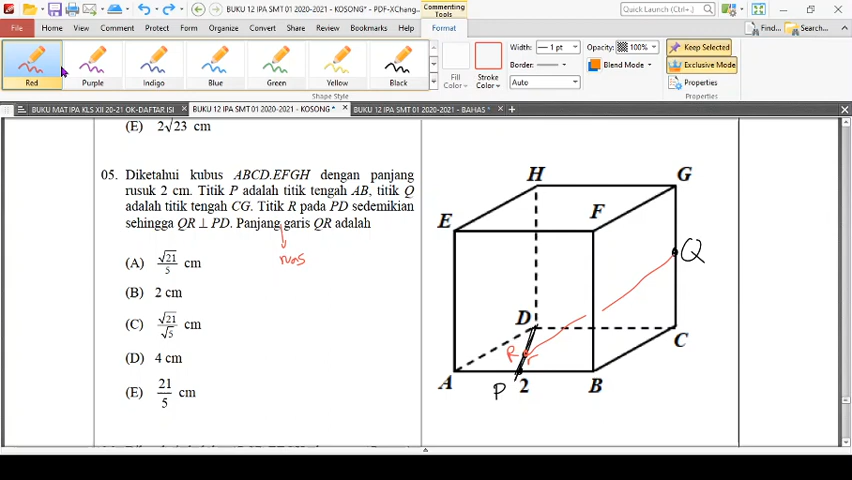 BUKU 12 IPA SMT 01 2020-2021 - KOSONG* - PDF-XChang
Commenting Tools
Quick Launch (Ctrl+.)
File Home View Comment Protect Form Organize Convert Share Review Bookmarks Help Format Find... Search...
Red Purple Indigo Blue Green Yellow Black
Fill Color
Stroke Color
Width: 1 pt
Border:
Auto
Opacity: 100%
Blend Mode
Keep Selected
Exclusive Mode
Properties
Shape Style
Properties
BUKU MAT IPA KLS XII 20-21 OK-DAFTAR ISI
BUKU 12 IPA SMT 01 2020-2021 - KOSONG *
BUKU 12 IPA SMT 01 2020-2021 - BAHAS *
(E) 2√23 cm
05. Diketahui kubus ABCD.EFGH dengan panjang
rusuk 2 cm. Titik P adalah titik tengah AB, titik Q
adalah titik tengah CG. Titik R pada PD sedemikian
sehingga QR ⊥ PD. Panjang garis QR adalah
ruas
(A) √21/5 cm
(B) 2 cm
(C) √21/√5 cm
(D) 4 cm
(E) 21/5 cm
H G
E F
Q
D C
R
A P 2 B